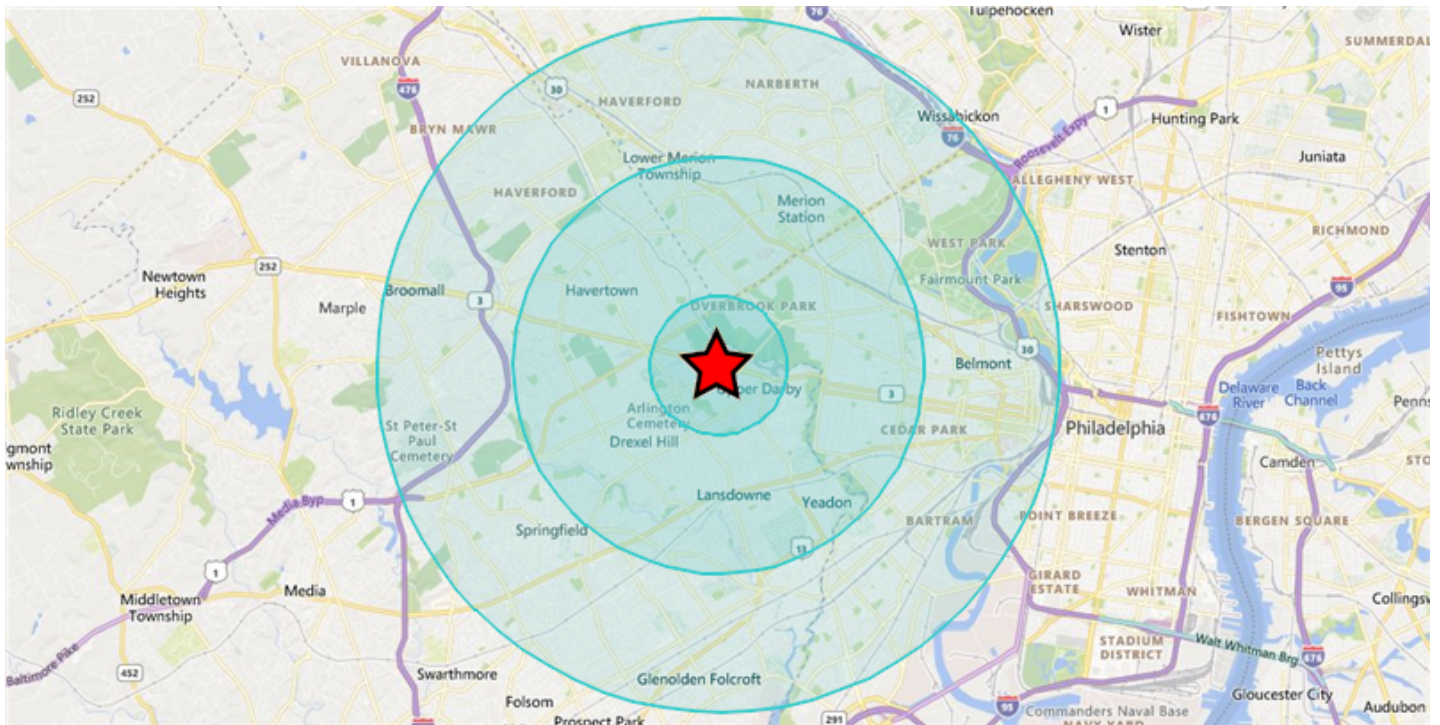 76
Tulpehocken
Wister
SUMMERDAL
VILLANOVA
476
252
30
NARBERTH
HAVERFORD
1
Wissahickon
76
Hunting Park
BRYN MAWR
Roosevelt Expy
Juniata
Lower Merion
Township
ALLEGHENY WEST
HAVERFORD
Merion
Station
RICHMOND
WEST PARK
Stenton
252
Newtown
Heights
Fairmount Park
95
Broomall
Havertown
3
OVERBROOK PARK
SHARSWOOD
Marple
FISHTOWN
30
Pettys
Island
Belmont
Upper Darby
3
Delaware
River
Back
Channel
Penns
Ridley Creek
State Park
Arlington
Cemetery
676
St Peter-St
Paul
Cemetery
CEDAR PARK
Philadelphia
Drexel Hill
gmont
ownship
Camden
STO
Lansdowne
Yeadon
1
Media Byp
BARTRAM
POINT BREEZE
BERGEN SQUARE
Springfield
13
1
GIRARD
ESTATE
Media
WHITMAN
Middletown
Township
Collingsw
STADIUM
DISTRICT
Walt Whitman Brg
676
Baltimore Pike
452
Swarthmore
Glenolden Folcroft
Folsom
Gloucester City
95
Commanders Naval Base
Audubon
Prospect Park
291
NAVY YARD
476